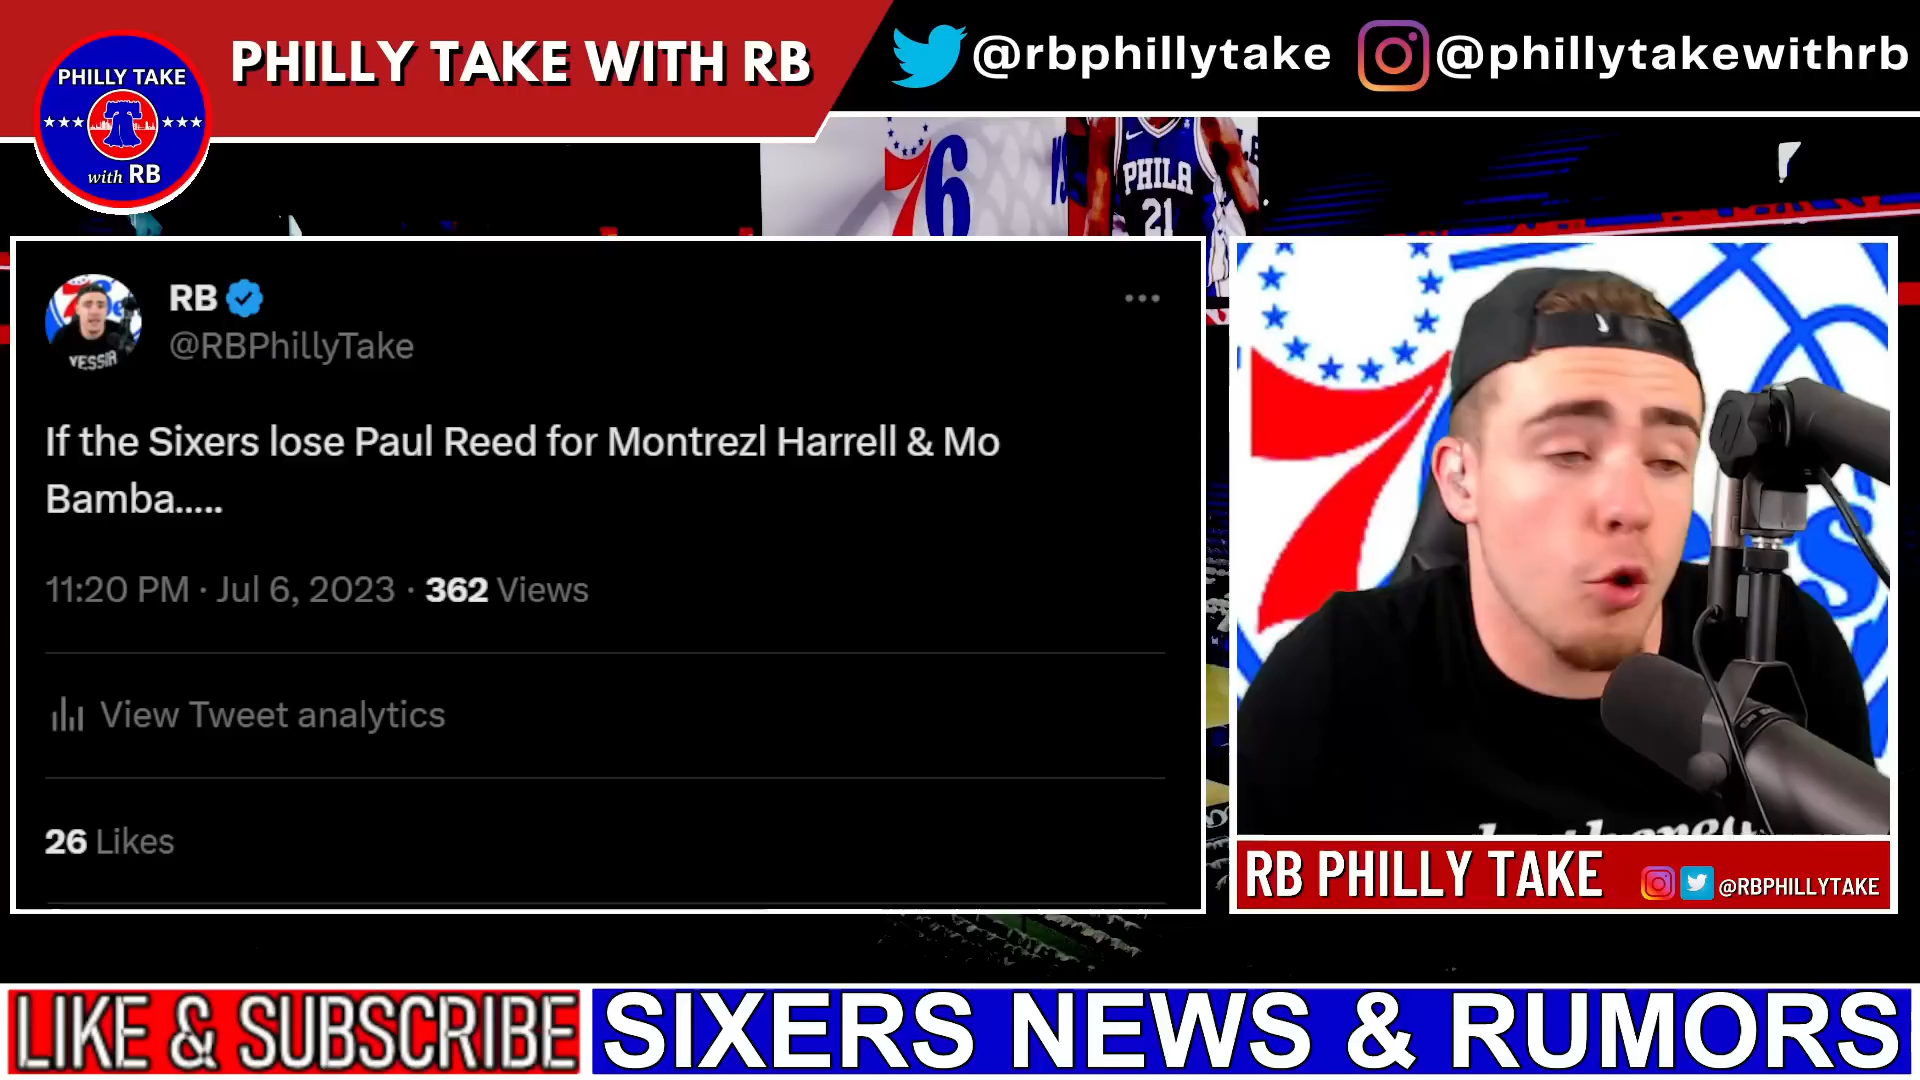 PHILLY TAKE WITH RB
@rbphillytake
@phillytakewithrb
PHILLY TAKE
with RB
76
PHILA
21
RB
@RBPhillyTake
YESSIR
If the Sixers lose Paul Reed for Montrezl Harrell & Mo
Bamba.....
11:20 PM · Jul 6, 2023 · 362 Views
View Tweet analytics
26 Likes
RB PHILLY TAKE
@RBPHILLYTAKE
LIKE & SUBSCRIBE
SIXERS NEWS & RUMORS